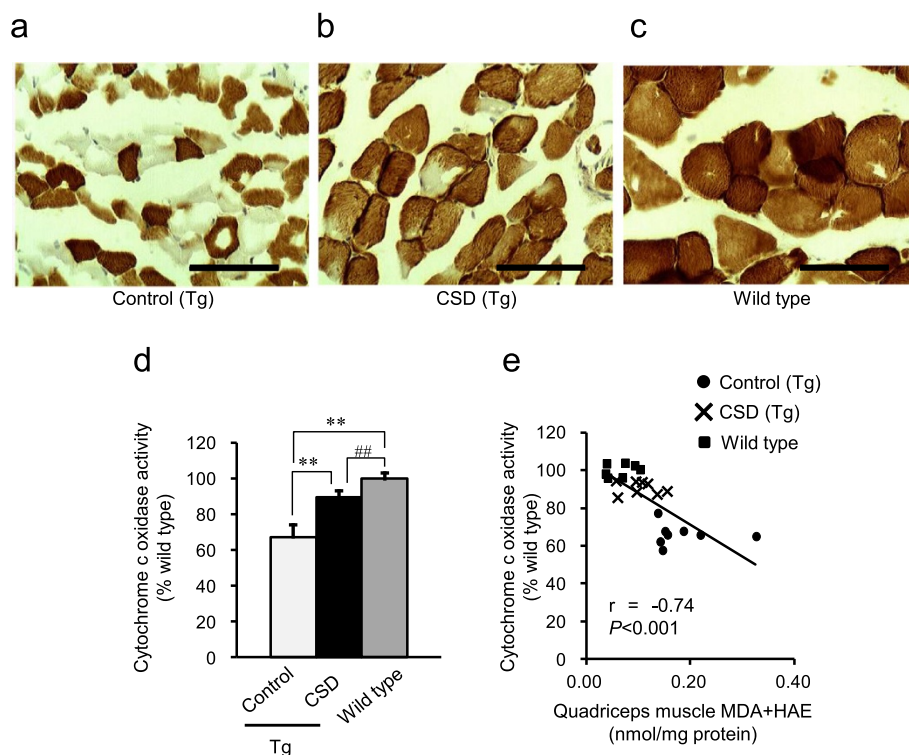 a
b
c
Control (Tg)
CSD (Tg)
Wild type
d
Cytochrome c oxidase activity
(% wild type)
120
100
80
60
40
20
0
**
**
##
Control
CSD
Wild type
Tg
e
Control (Tg)
CSD (Tg)
Wild type
Cytochrome c oxidase activity
(% wild type)
120
100
80
60
40
20
0
r = -0.74
P<0.001
0.00
0.20
0.40
Quadriceps muscle MDA+HAE
(nmol/mg protein)